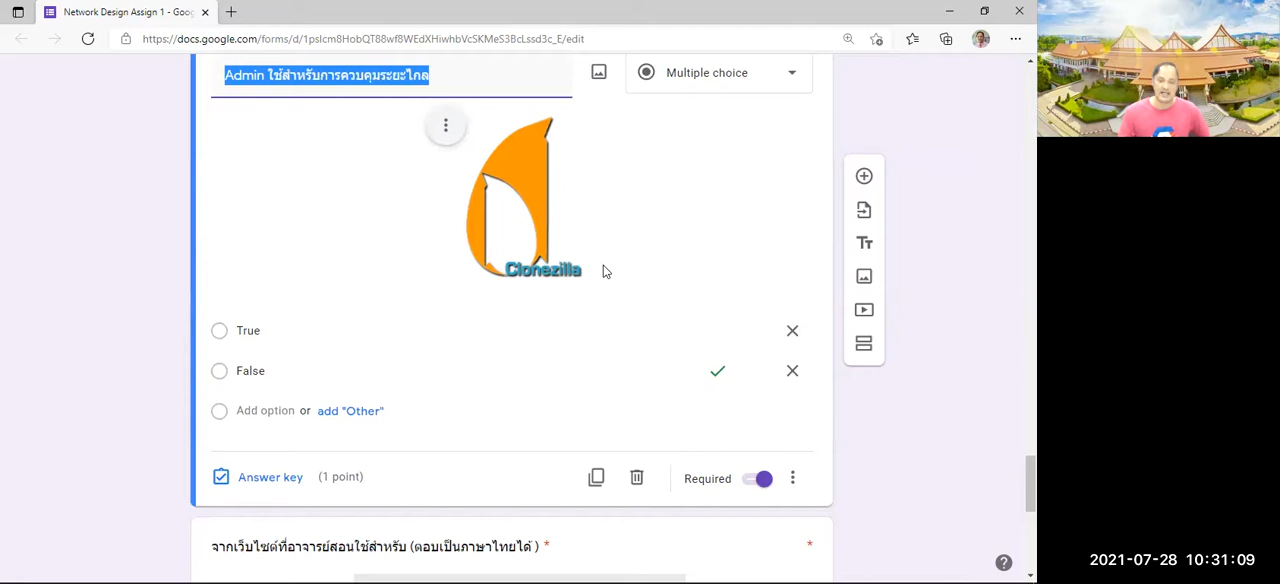 Network Design Assign 1 - Goo
https://docs.google.com/forms/d/1psIcm8HobQT88wf8WEdXHiwhbVcSKMeS3BcLssd3c_E/edit
Admin ใช้สำหรับการควบคุมระยะไกล
Multiple choice
Clonezilla
True
False
Add option or add "Other"
Answer key (1 point)
Required
จากเว็บไซต์ที่อาจารย์สอนใช้สำหรับ (ตอบเป็นภาษาไทยได้ ) * *
2021-07-28 10:31:09